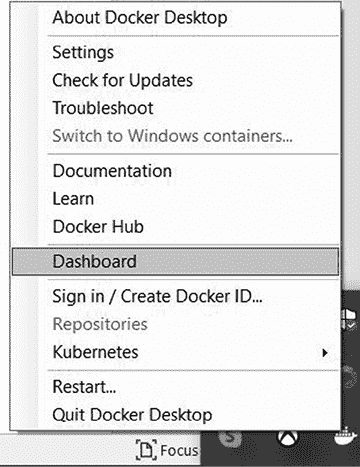 About Docker Desktop
Settings
Check for Updates
Troubleshoot
Switch to Windows containers...
Documentation
Learn
Docker Hub
Dashboard
Sign in / Create Docker ID...
Repositories
Kubernetes
Restart...
Quit Docker Desktop
Focus